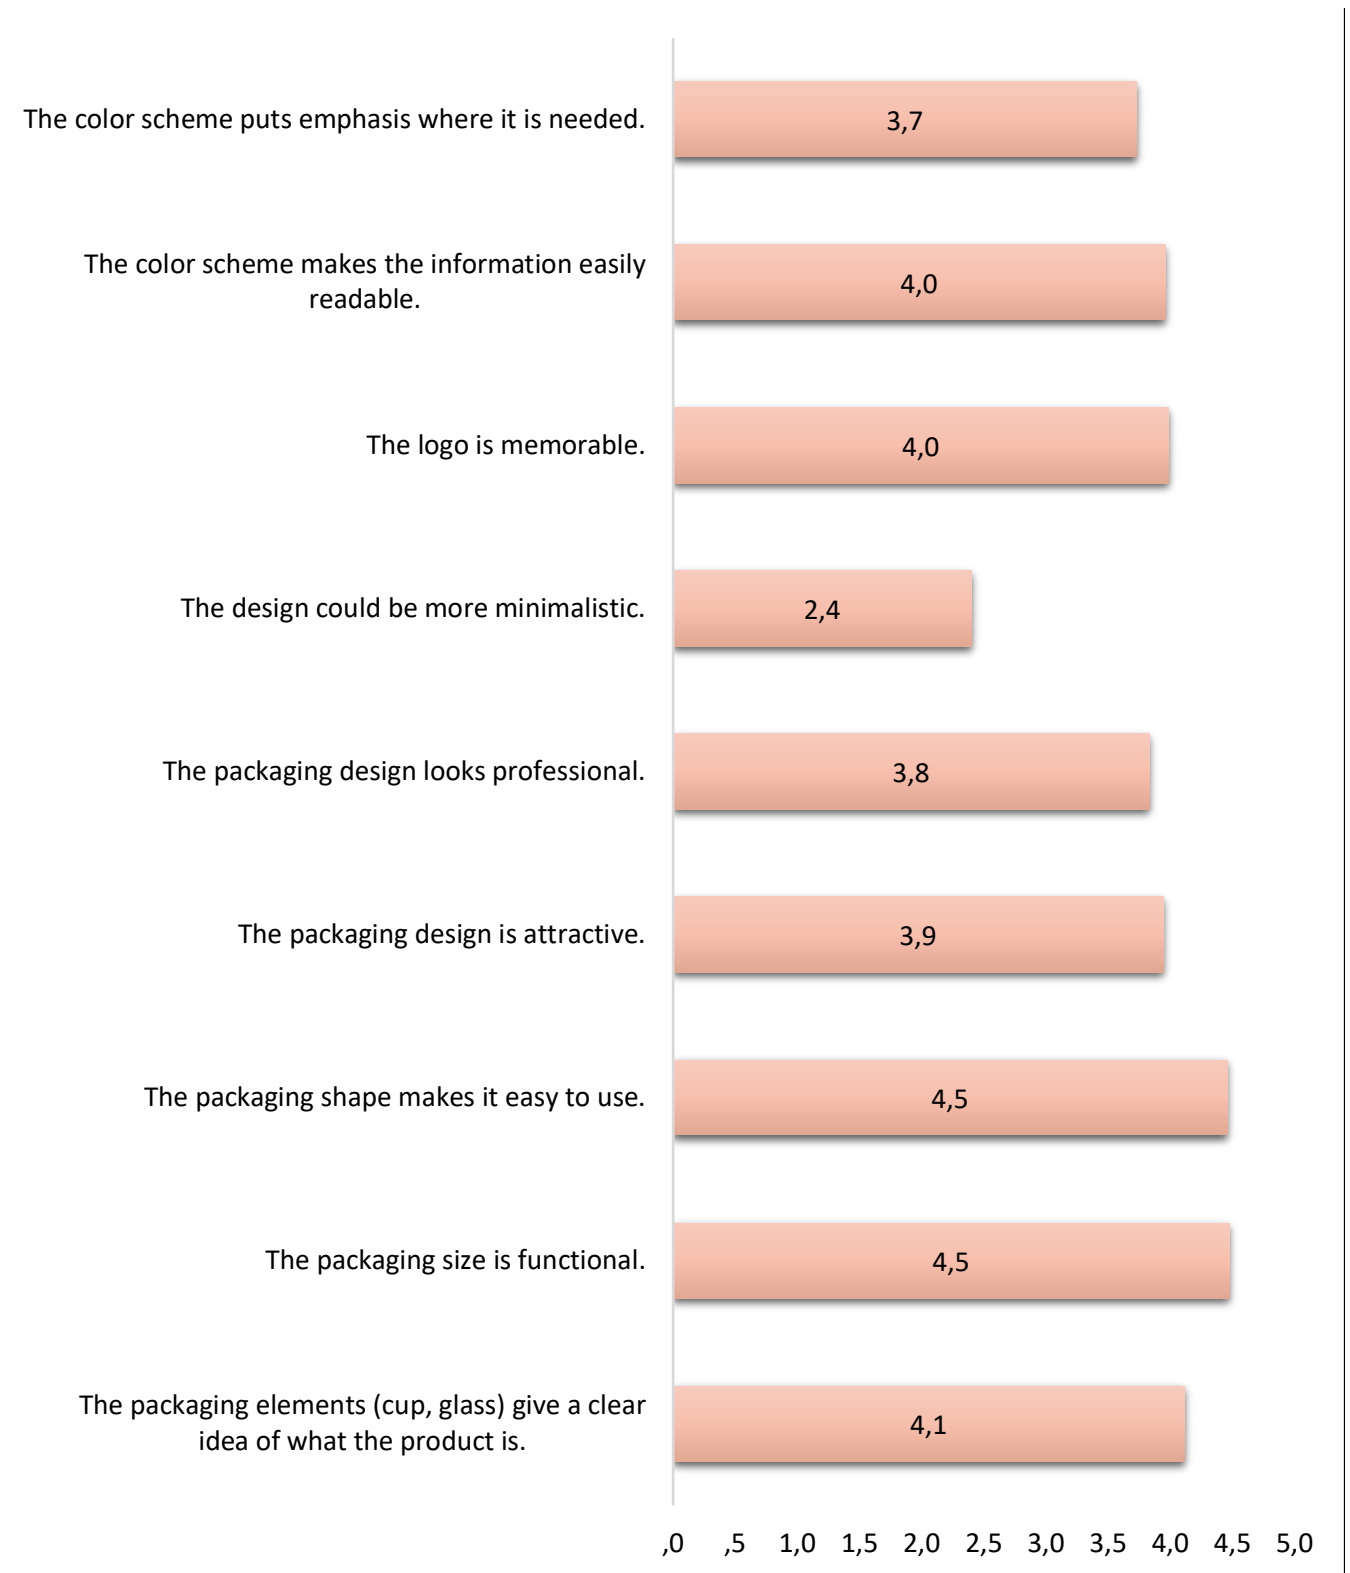 The color scheme puts emphasis where it is needed.
3,7
The color scheme makes the information easily
readable.
4,0
The logo is memorable.
4,0
The design could be more minimalistic.
2,4
The packaging design looks professional.
3,8
The packaging design is attractive.
3,9
The packaging shape makes it easy to use.
4,5
The packaging size is functional.
4,5
The packaging elements (cup, glass) give a clear
idea of what the product is.
4,1
,0 ,5 1,0 1,5 2,0 2,5 3,0 3,5 4,0 4,5 5,0